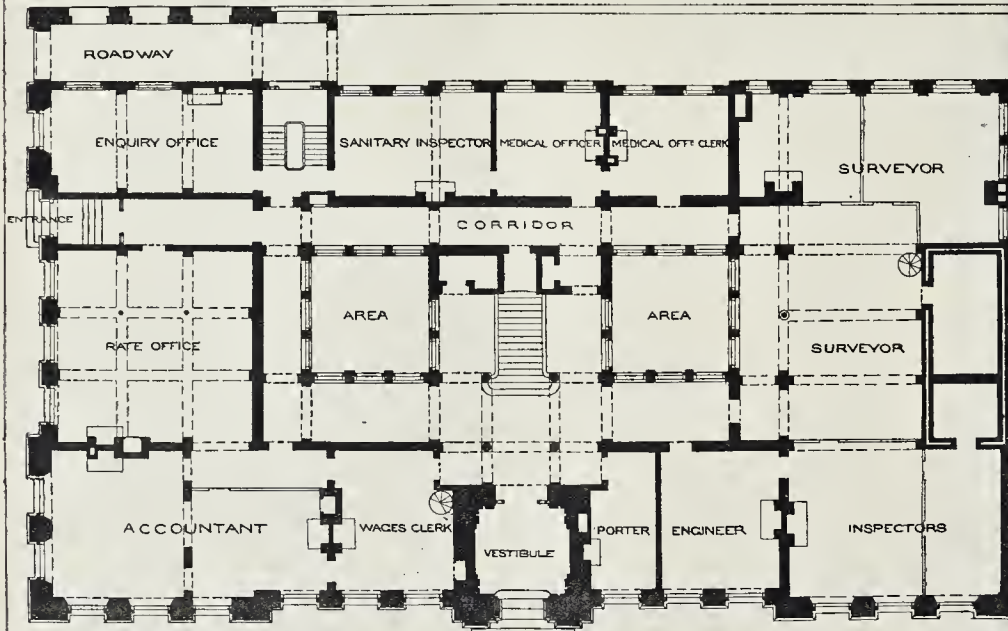 ROADWAY
ENQUIRY OFFICE
SANITARY INSPECTOR
MEDICAL OFFICER
MEDICAL OFFR CLERK
SURVEYOR
ENTRANCE
CORRIDOR
AREA
AREA
RATE OFFICE
SURVEYOR
ACCOUNTANT
WAGES CLERK
VESTIBULE
PORTER
ENGINEER
INSPECTORS